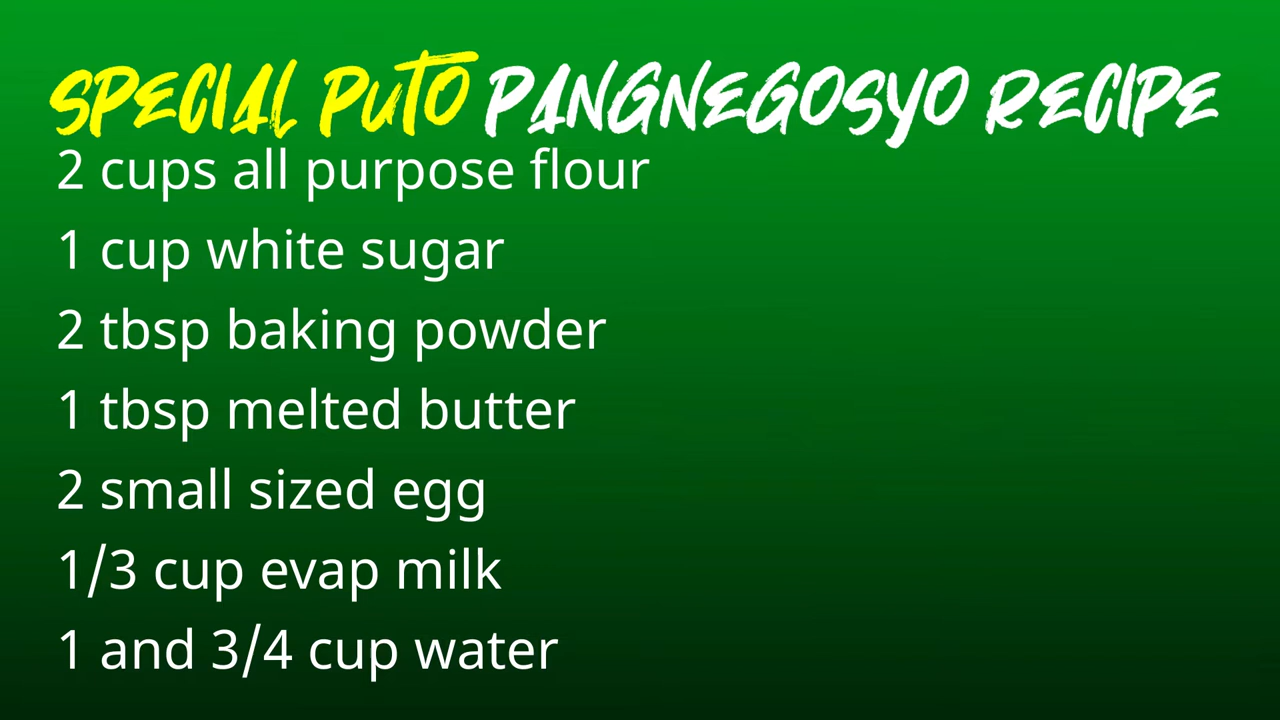 SPECIAL PUTO PANGNEGOSYO RECIPE
2 cups all purpose flour
1 cup white sugar
2 tbsp baking powder
1 tbsp melted butter
2 small sized egg
1/3 cup evap milk
1 and 3/4 cup water